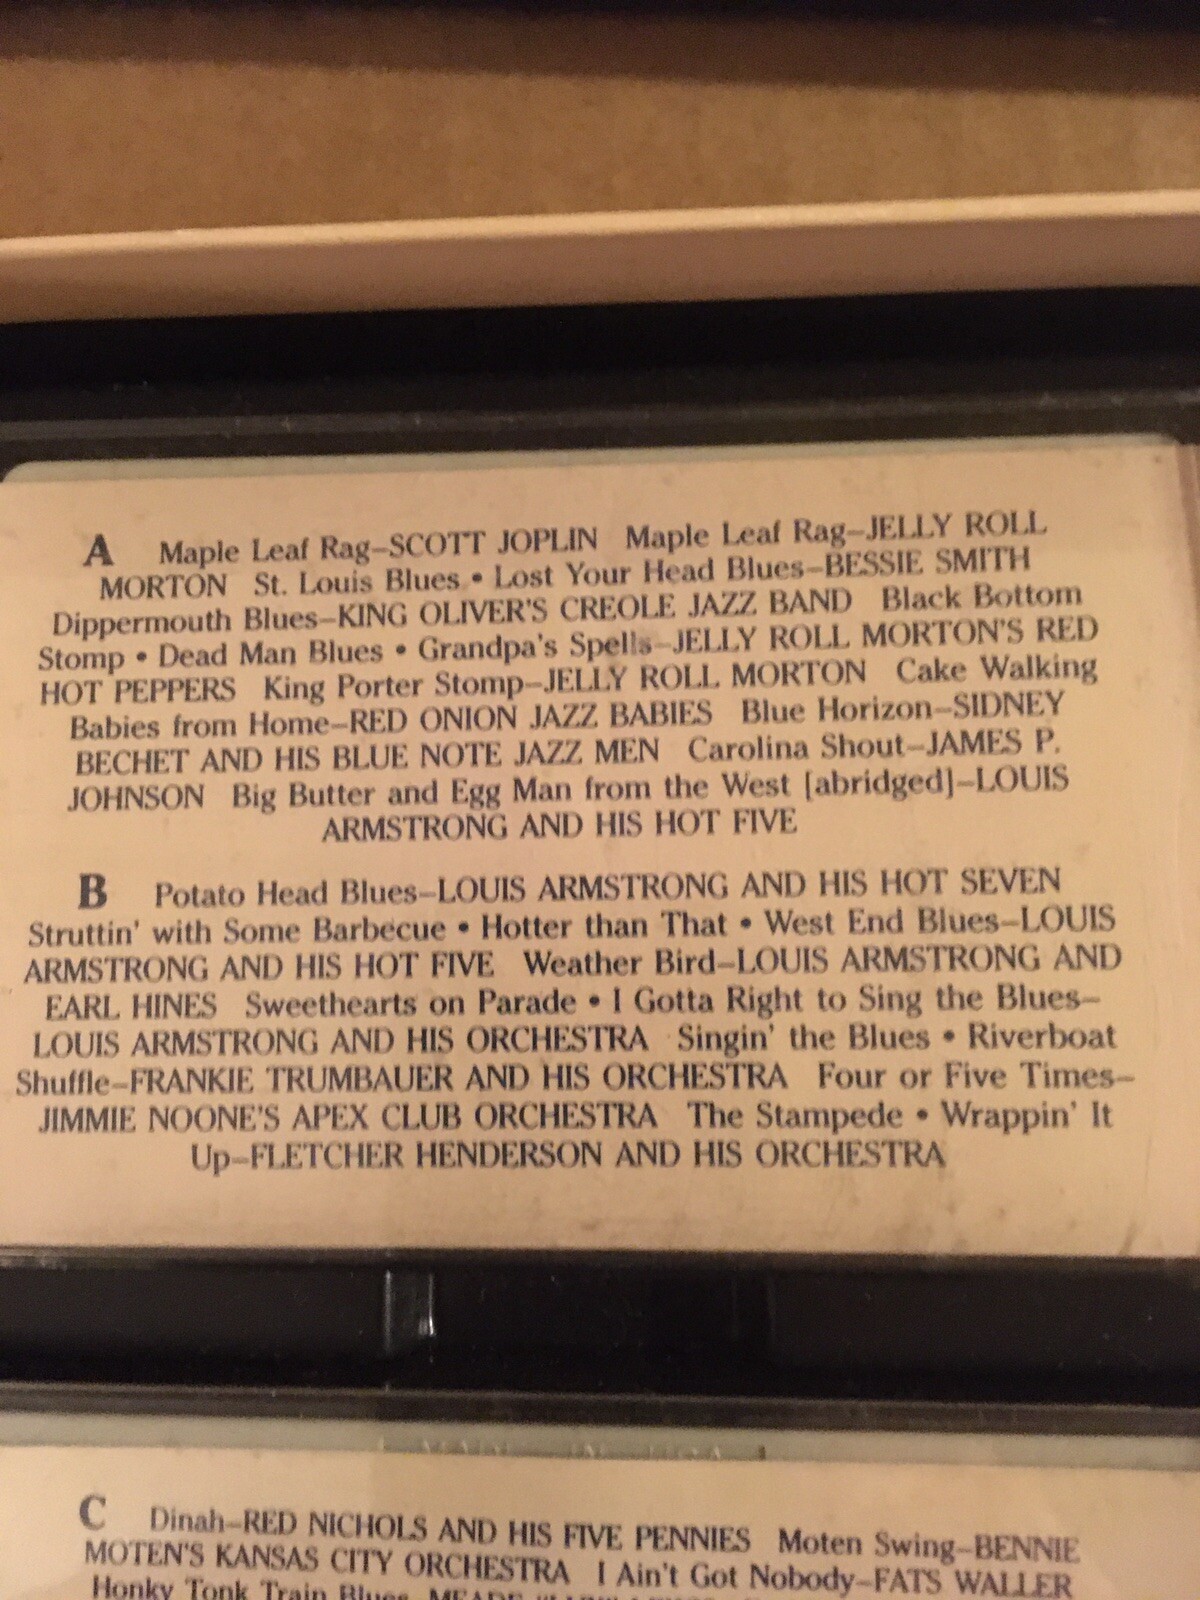 A Maple Leaf Rag–SCOTT JOPLIN Maple Leaf Rag–JELLY ROLL
MORTON St. Louis Blues • Lost Your Head Blues–BESSIE SMITH
Dippermouth Blues–KING OLIVER'S CREOLE JAZZ BAND Black Bottom
Stomp • Dead Man Blues • Grandpa's Spells–JELLY ROLL MORTON'S RED
HOT PEPPERS King Porter Stomp–JELLY ROLL MORTON Cake Walking
Babies from Home–RED ONION JAZZ BABIES Blue Horizon–SIDNEY
BECHET AND HIS BLUE NOTE JAZZ MEN Carolina Shout–JAMES P.
JOHNSON Big Butter and Egg Man from the West [abridged]–LOUIS
ARMSTRONG AND HIS HOT FIVE
B Potato Head Blues–LOUIS ARMSTRONG AND HIS HOT SEVEN
Struttin' with Some Barbecue • Hotter than That • West End Blues–LOUIS
ARMSTRONG AND HIS HOT FIVE Weather Bird–LOUIS ARMSTRONG AND
EARL HINES Sweethearts on Parade • I Gotta Right to Sing the Blues–
LOUIS ARMSTRONG AND HIS ORCHESTRA Singin' the Blues • Riverboat
Shuffle–FRANKIE TRUMBAUER AND HIS ORCHESTRA Four or Five Times–
JIMMIE NOONE'S APEX CLUB ORCHESTRA The Stampede • Wrappin' It
Up–FLETCHER HENDERSON AND HIS ORCHESTRA
C Dinah–RED NICHOLS AND HIS FIVE PENNIES Moten Swing–BENNIE
MOTEN'S KANSAS CITY ORCHESTRA I Ain't Got Nobody–FATS WALLER
Honky Tonk Train Blues